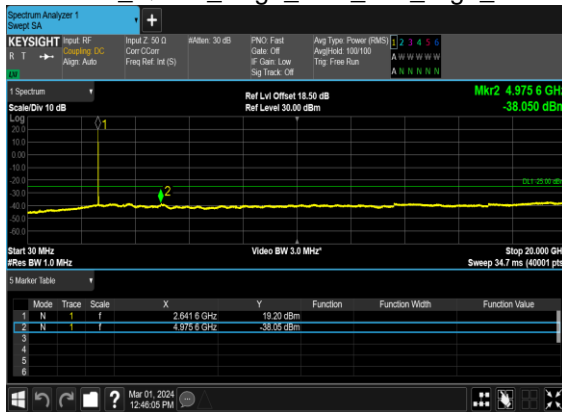 Spectrum Analyzer 1
Swept SA
+
KEYSIGHT Input: RF Input Z: 50 Ω #Atten: 30 dB PNO: Fast Avg Type: Power (RMS) 1 2 3 4 5 6
R T Coupling: DC Corr CCorr Gate: Off Avg|Hold: 100/100 A W W W W W
Align: Auto Freq Ref: Int (S) IF Gain: Low Trig: Free Run
Sig Track: Off A N N N N N
1 Spectrum Ref Lvl Offset 18.50 dB Mkr2 4.975 6 GHz
Scale/Div 10 dB Ref Level 30.00 dBm -38.050 dBm
Log
20.0
10.0
0.00
-10.0
-20.0
-30.0
-40.0
-50.0
-60.0
1
2
DL1 -25.00 dBm
Start 30 MHz Video BW 3.0 MHz* Stop 20.000 GHz
#Res BW 1.0 MHz Sweep 34.7 ms (40001 pts)
5 Marker Table
Mode Trace Scale X Y Function Function Width Function Value
1 N 1 f 2.641 6 GHz 19.20 dBm
2 N 1 f 4.975 6 GHz -38.05 dBm
3
4
5
6
Mar 01, 2024
12:46:05 PM